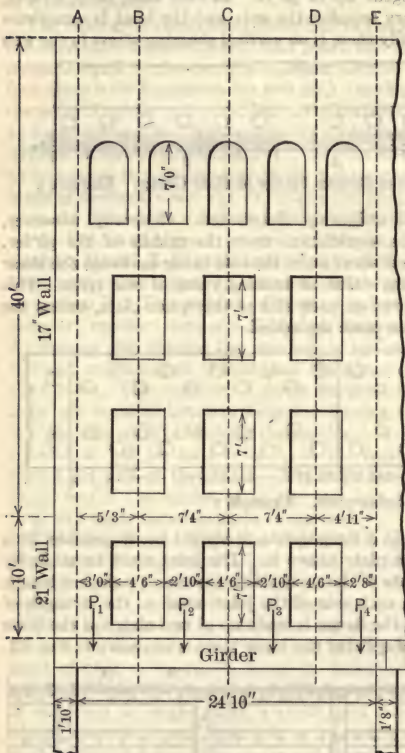 A B C D E
7'0"
40'
17" Wall
7'
7'
5'3" 7'4" 7'4" 4'11"
10'
21" Wall
3'0" 4'6" 2'10" 4'6" 2'10" 4'6" 2'8"
7'
P1 P2 P3 P4
Girder
1'10" 24'10" 1'8"